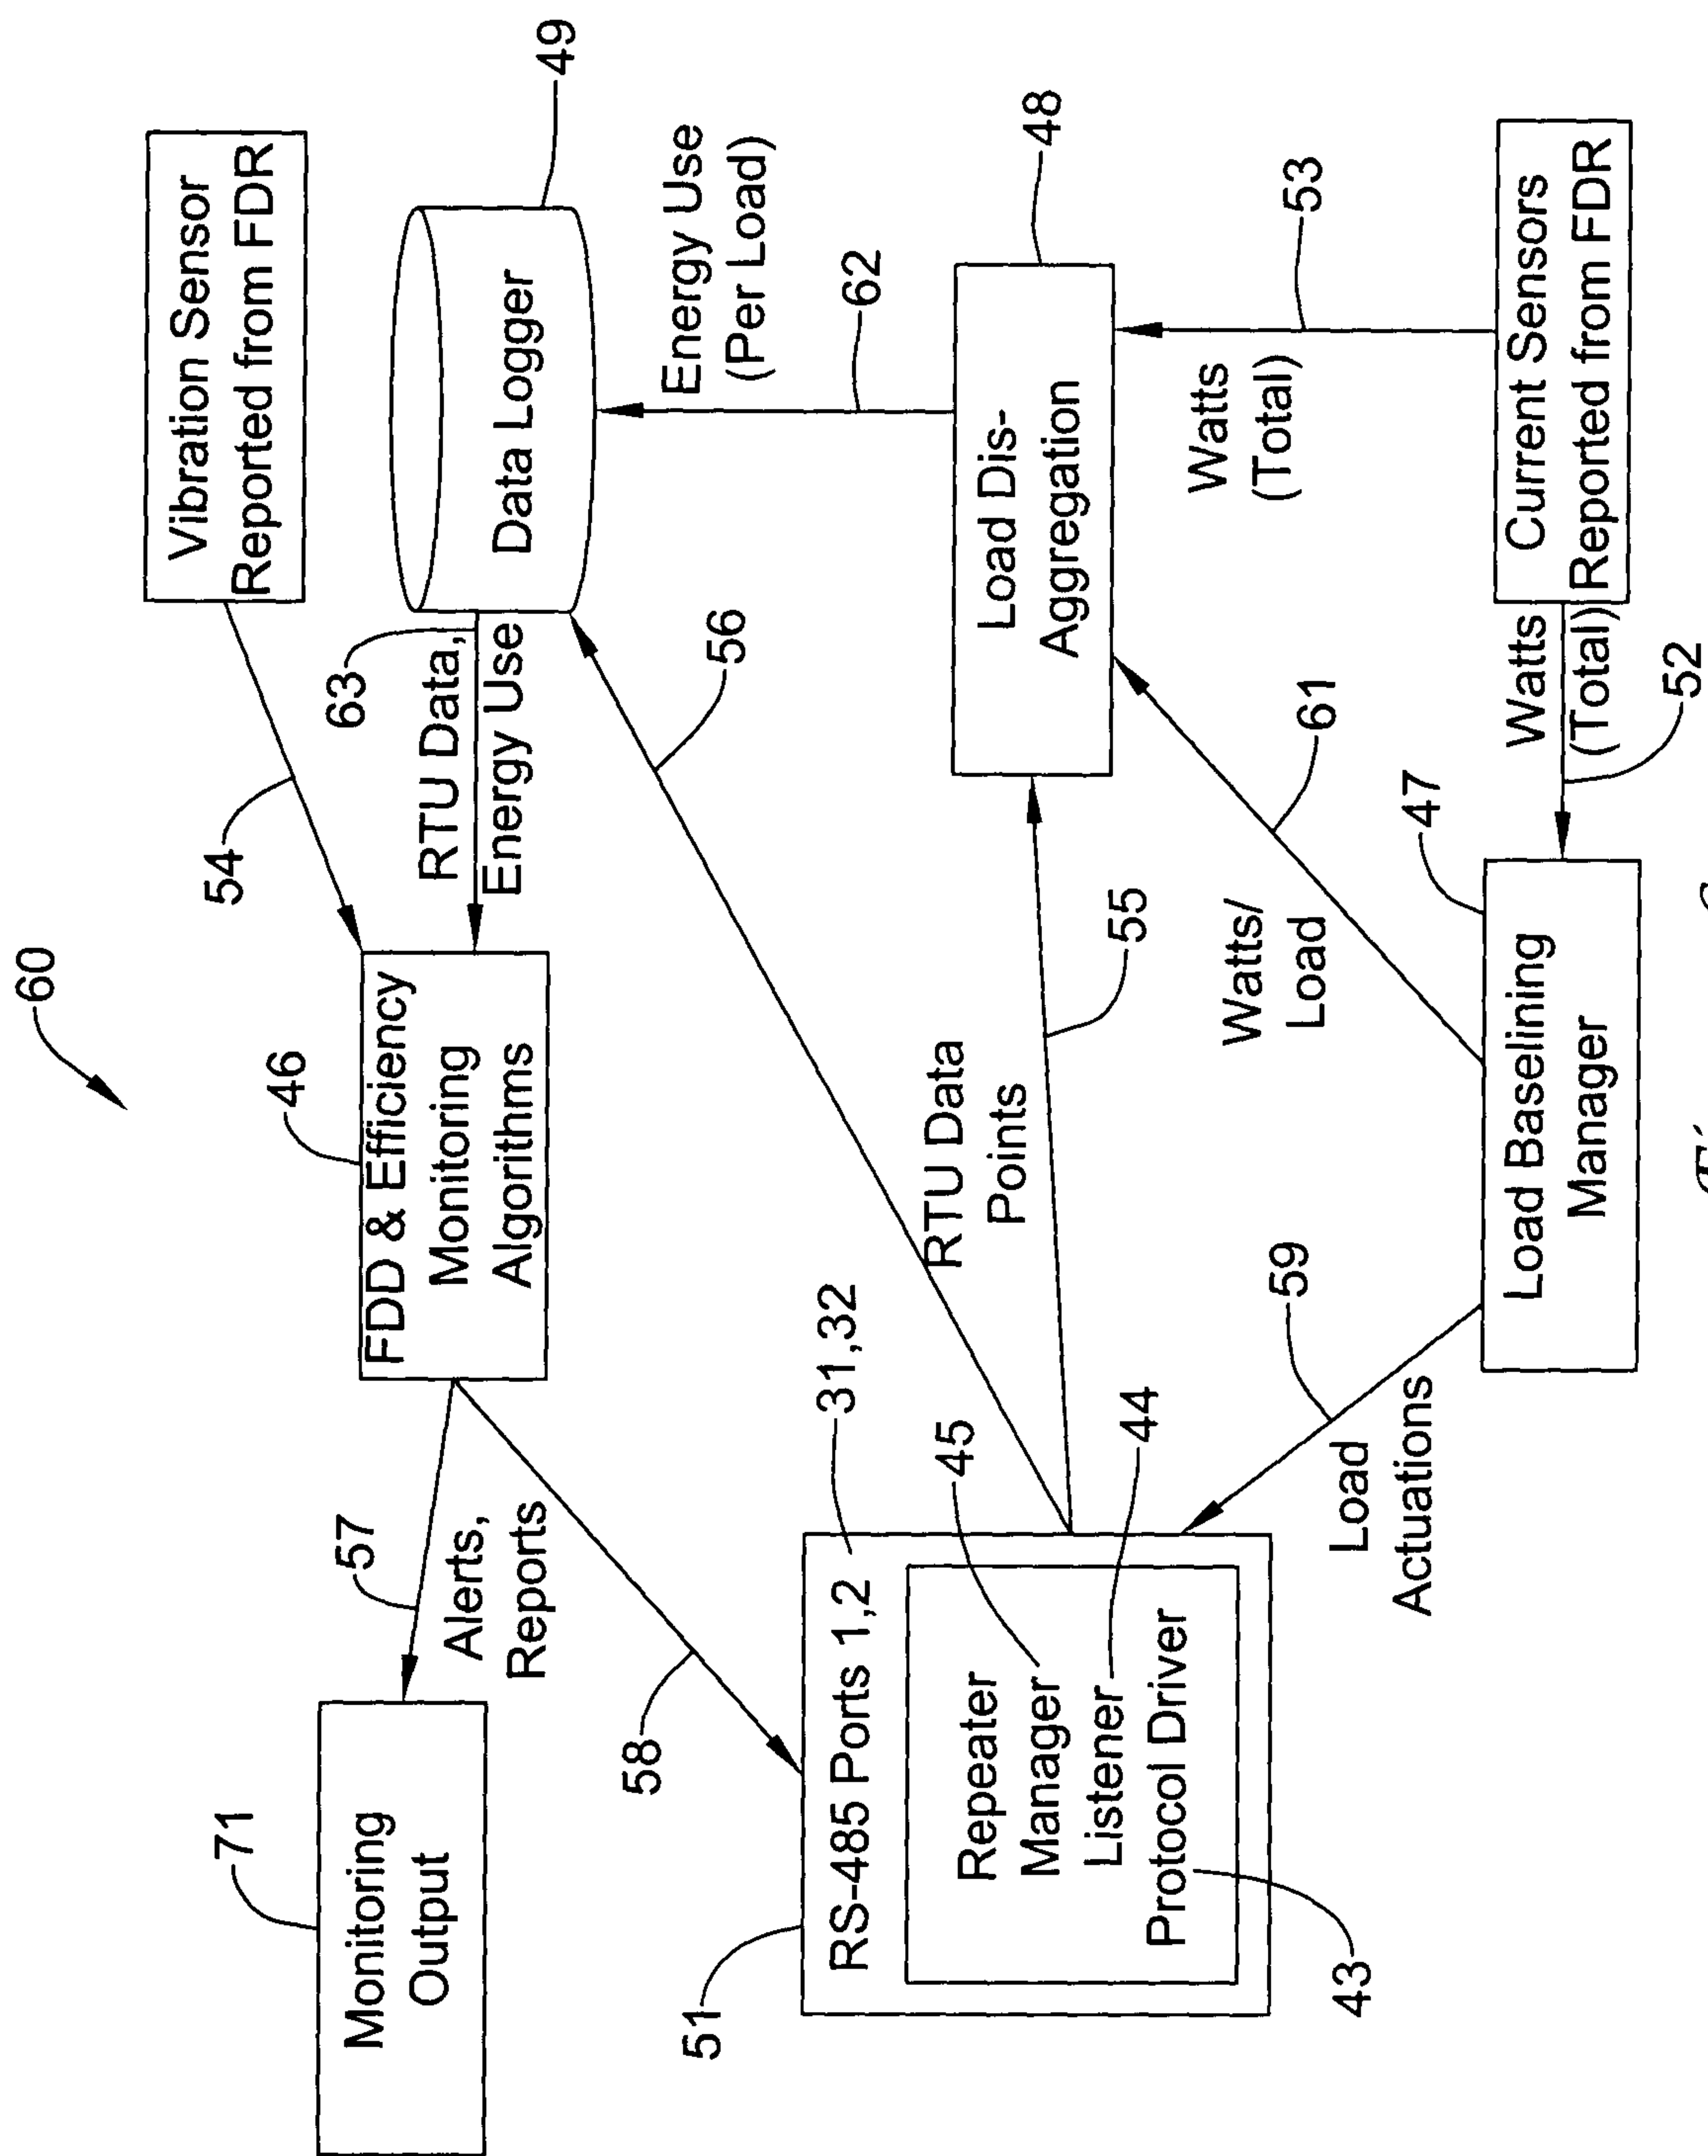 60
71
Monitoring
Output
57
Alerts,
Reports
46
FDD & Efficiency
Monitoring
Algorithms
54
63
RTU Data,
Energy Use
Vibration Sensor
Reported from FDR
49
Data Logger
58
56
51
RS-485 Ports 1,2
31,32
Repeater
Manager
Listener
Protocol Driver
45
44
43
RTU Data
Points
55
Energy Use
(Per Load)
62
48
Load Dis-
Aggregation
Watts/
Load
61
Watts
(Total)
53
59
Load
Actuations
47
Load Baselining
Manager
Watts
(Total)
52
Current Sensors
Reported from FDR